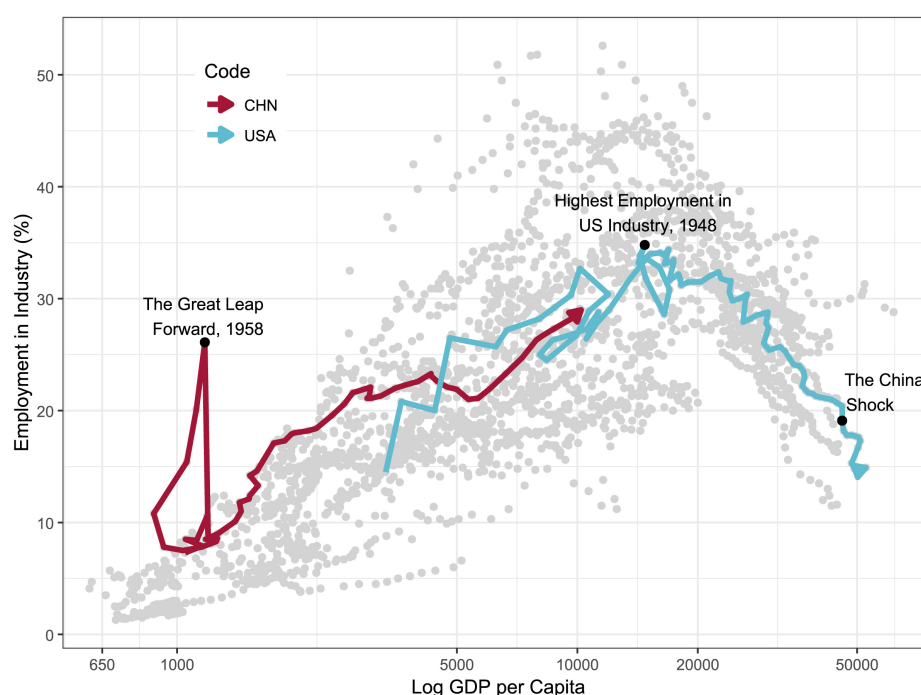 Code
CHN
USA
Highest Employment in
US Industry, 1948
The Great Leap
Forward, 1958
The China
Shock
Employment in Industry (%)
50
40
30
20
10
0
650
1000
5000
10000
20000
50000
Log GDP per Capita